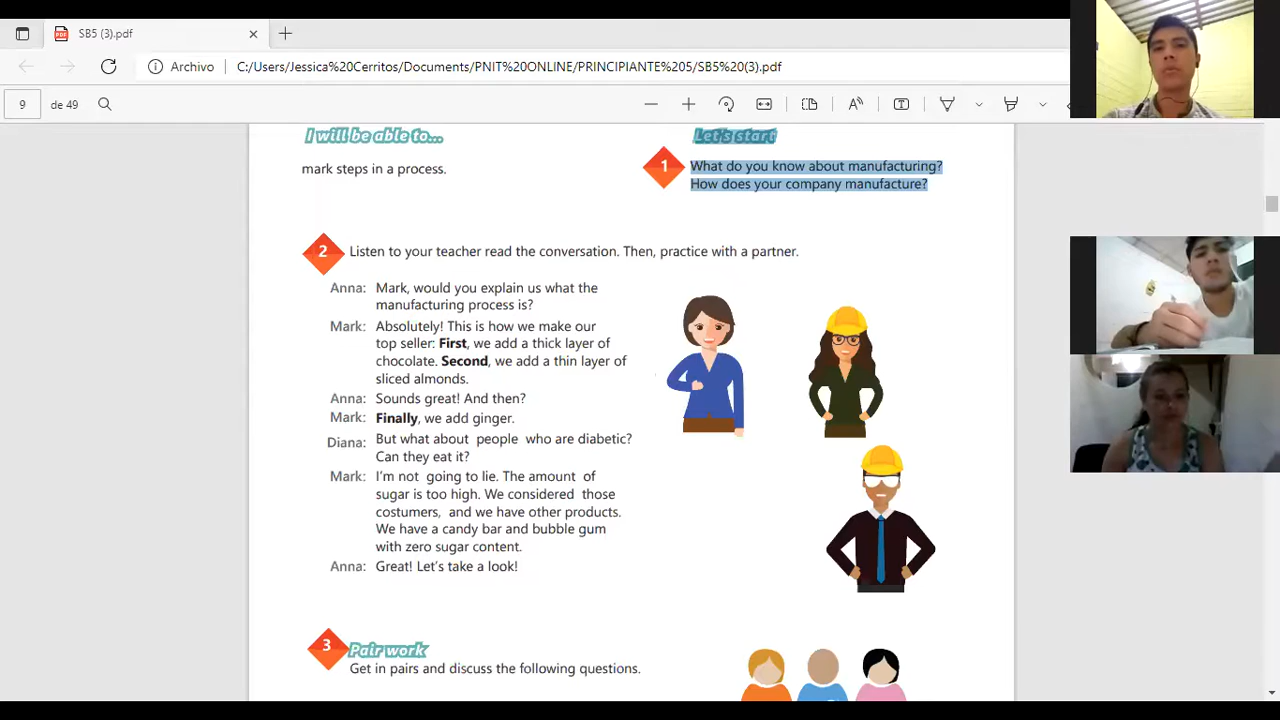 SB5 (3).pdf
Archivo
C:/Users/Jessica%20Cerritos/Documents/PNIT%20ONLINE/PRINCIPIANTE%205/SB5%20(3).pdf
9
de 49
I will be able to...
mark steps in a process.
Let's start
1
What do you know about manufacturing?
How does your company manufacture?
2
Listen to your teacher read the conversation. Then, practice with a partner.
Anna: Mark, would you explain us what the
manufacturing process is?
Mark: Absolutely! This is how we make our
top seller: First, we add a thick layer of
chocolate. Second, we add a thin layer of
sliced almonds.
Anna: Sounds great! And then?
Mark: Finally, we add ginger.
Diana: But what about people who are diabetic?
Can they eat it?
Mark: I'm not going to lie. The amount of
sugar is too high. We considered those
costumers, and we have other products.
We have a candy bar and bubble gum
with zero sugar content.
Anna: Great! Let's take a look!
3
Pair work
Get in pairs and discuss the following questions.